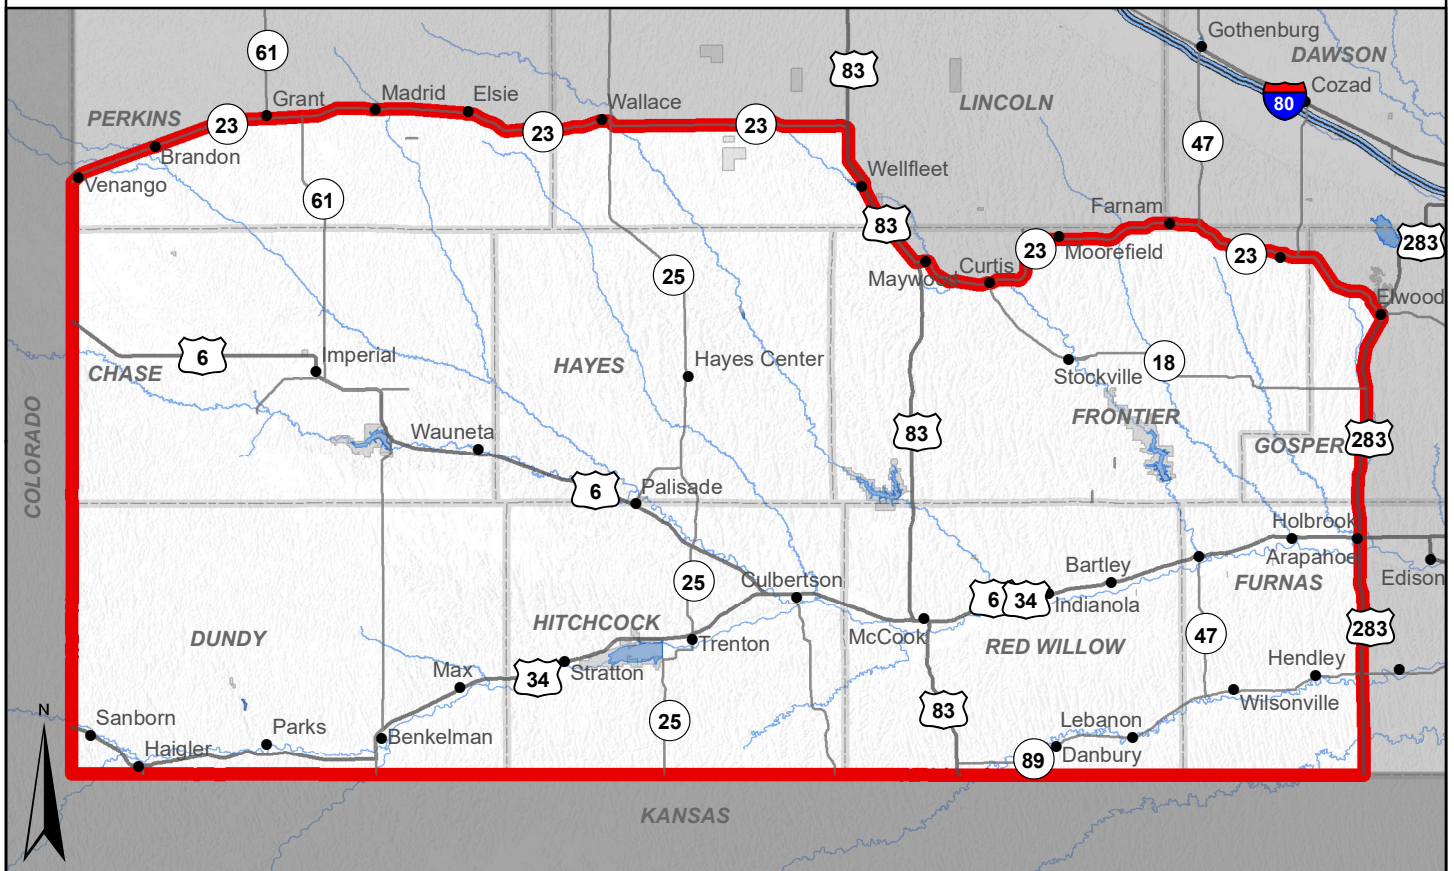 Gothenburg
DAWSON
61
83
Cozad
80
Madrid
Elsie
Grant
Wallace
LINCOLN
PERKINS
23
23
23
47
Brandon
Wellfleet
Venango
61
Farnam
83
23
Moorefield
23
283
25
Maywood
Curtis
Elwood
6
Imperial
CHASE
HAYES
Hayes Center
18
Stockville
COLORADO
FRONTIER
Wauneta
83
GOSPER
283
6
Palisade
Holbrook
Arapahoe
Bartley
25
Culbertson
FURNAS
Edison
6
34
Indianola
HITCHCOCK
DUNDY
McCook
RED WILLOW
47
283
Trenton
Max
34
Stratton
Hendley
Wilsonville
N
Sanborn
Parks
Benkelman
25
83
Lebanon
Haigler
89
Danbury
KANSAS